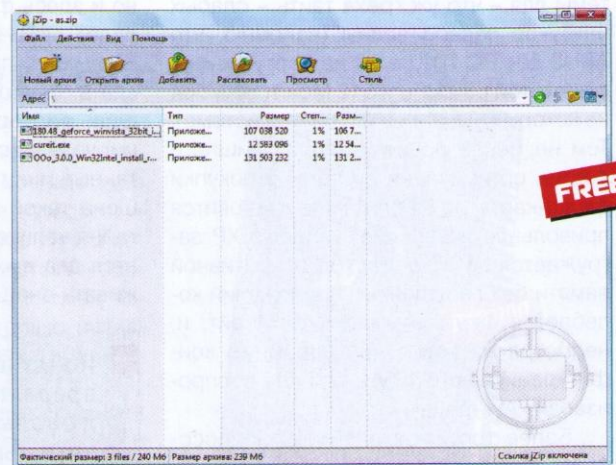 jZip - as.zip
Файл Действия Вид Помощь
Новый архив Открыть архив Добавить Распаковать Просмотр Стиль
Адрес \
Имя Тип Размер Степ... Разм...
180.48_geforce_winvista_32bit_i... Приложе... 107 038 520 1% 106 7...
cureit.exe Приложе... 12 593 096 1% 12 54...
OOo_3.0.0_Win32Intel_install_r... Приложе... 131 503 232 1% 131 2...
FREE
Фактический размер: 3 files / 240 Мб Размер архива: 239 Мб Ссылка jZip включена